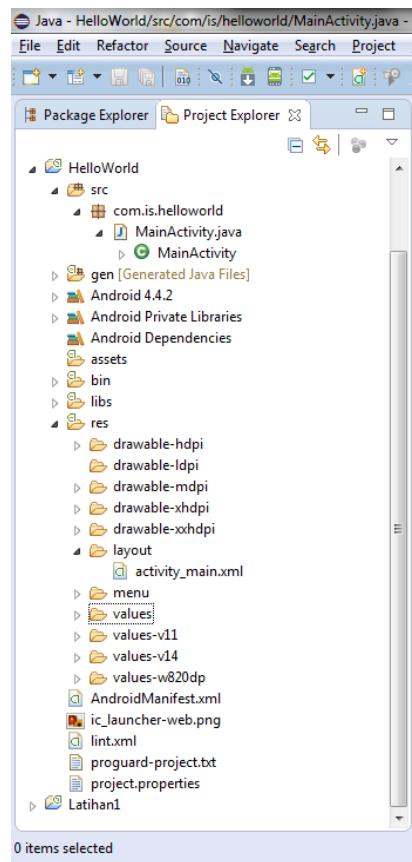 Java - HelloWorld/src/com/is/helloworld/MainActivity.java -
File Edit Refactor Source Navigate Search Project
010
Package Explorer Project Explorer
HelloWorld
src
com.is.helloworld
J MainActivity.java
C MainActivity
gen [Generated Java Files]
Android 4.4.2
Android Private Libraries
Android Dependencies
assets
bin
libs
res
drawable-hdpi
drawable-ldpi
drawable-mdpi
drawable-xhdpi
drawable-xxhdpi
layout
activity_main.xml
menu
values
values-v11
values-v14
values-w820dp
AndroidManifest.xml
ic_launcher-web.png
lint.xml
proguard-project.txt
project.properties
Latihan1
0 items selected